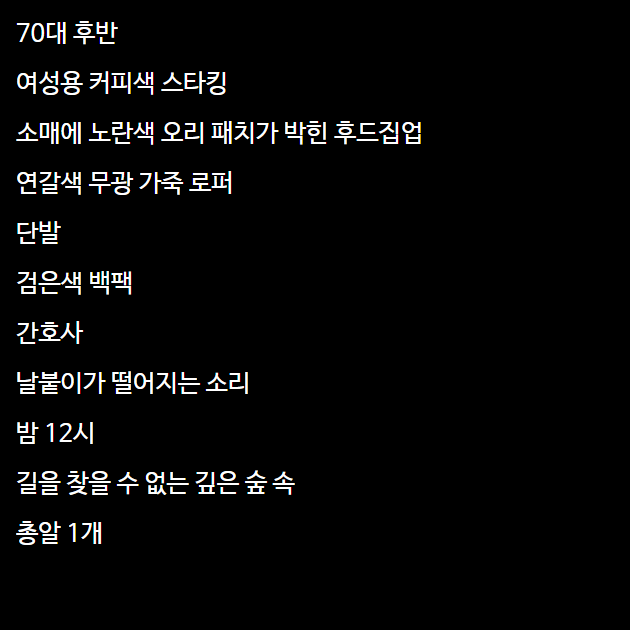 70대 후반
여성용 커피색 스타킹
소매에 노란색 오리 패치가 박힌 후드집업
연갈색 무광 가죽 로퍼
단발
검은색 백팩
간호사
날붙이가 떨어지는 소리
밤 12시
길을 찾을 수 없는 깊은 숲 속
총알 1개